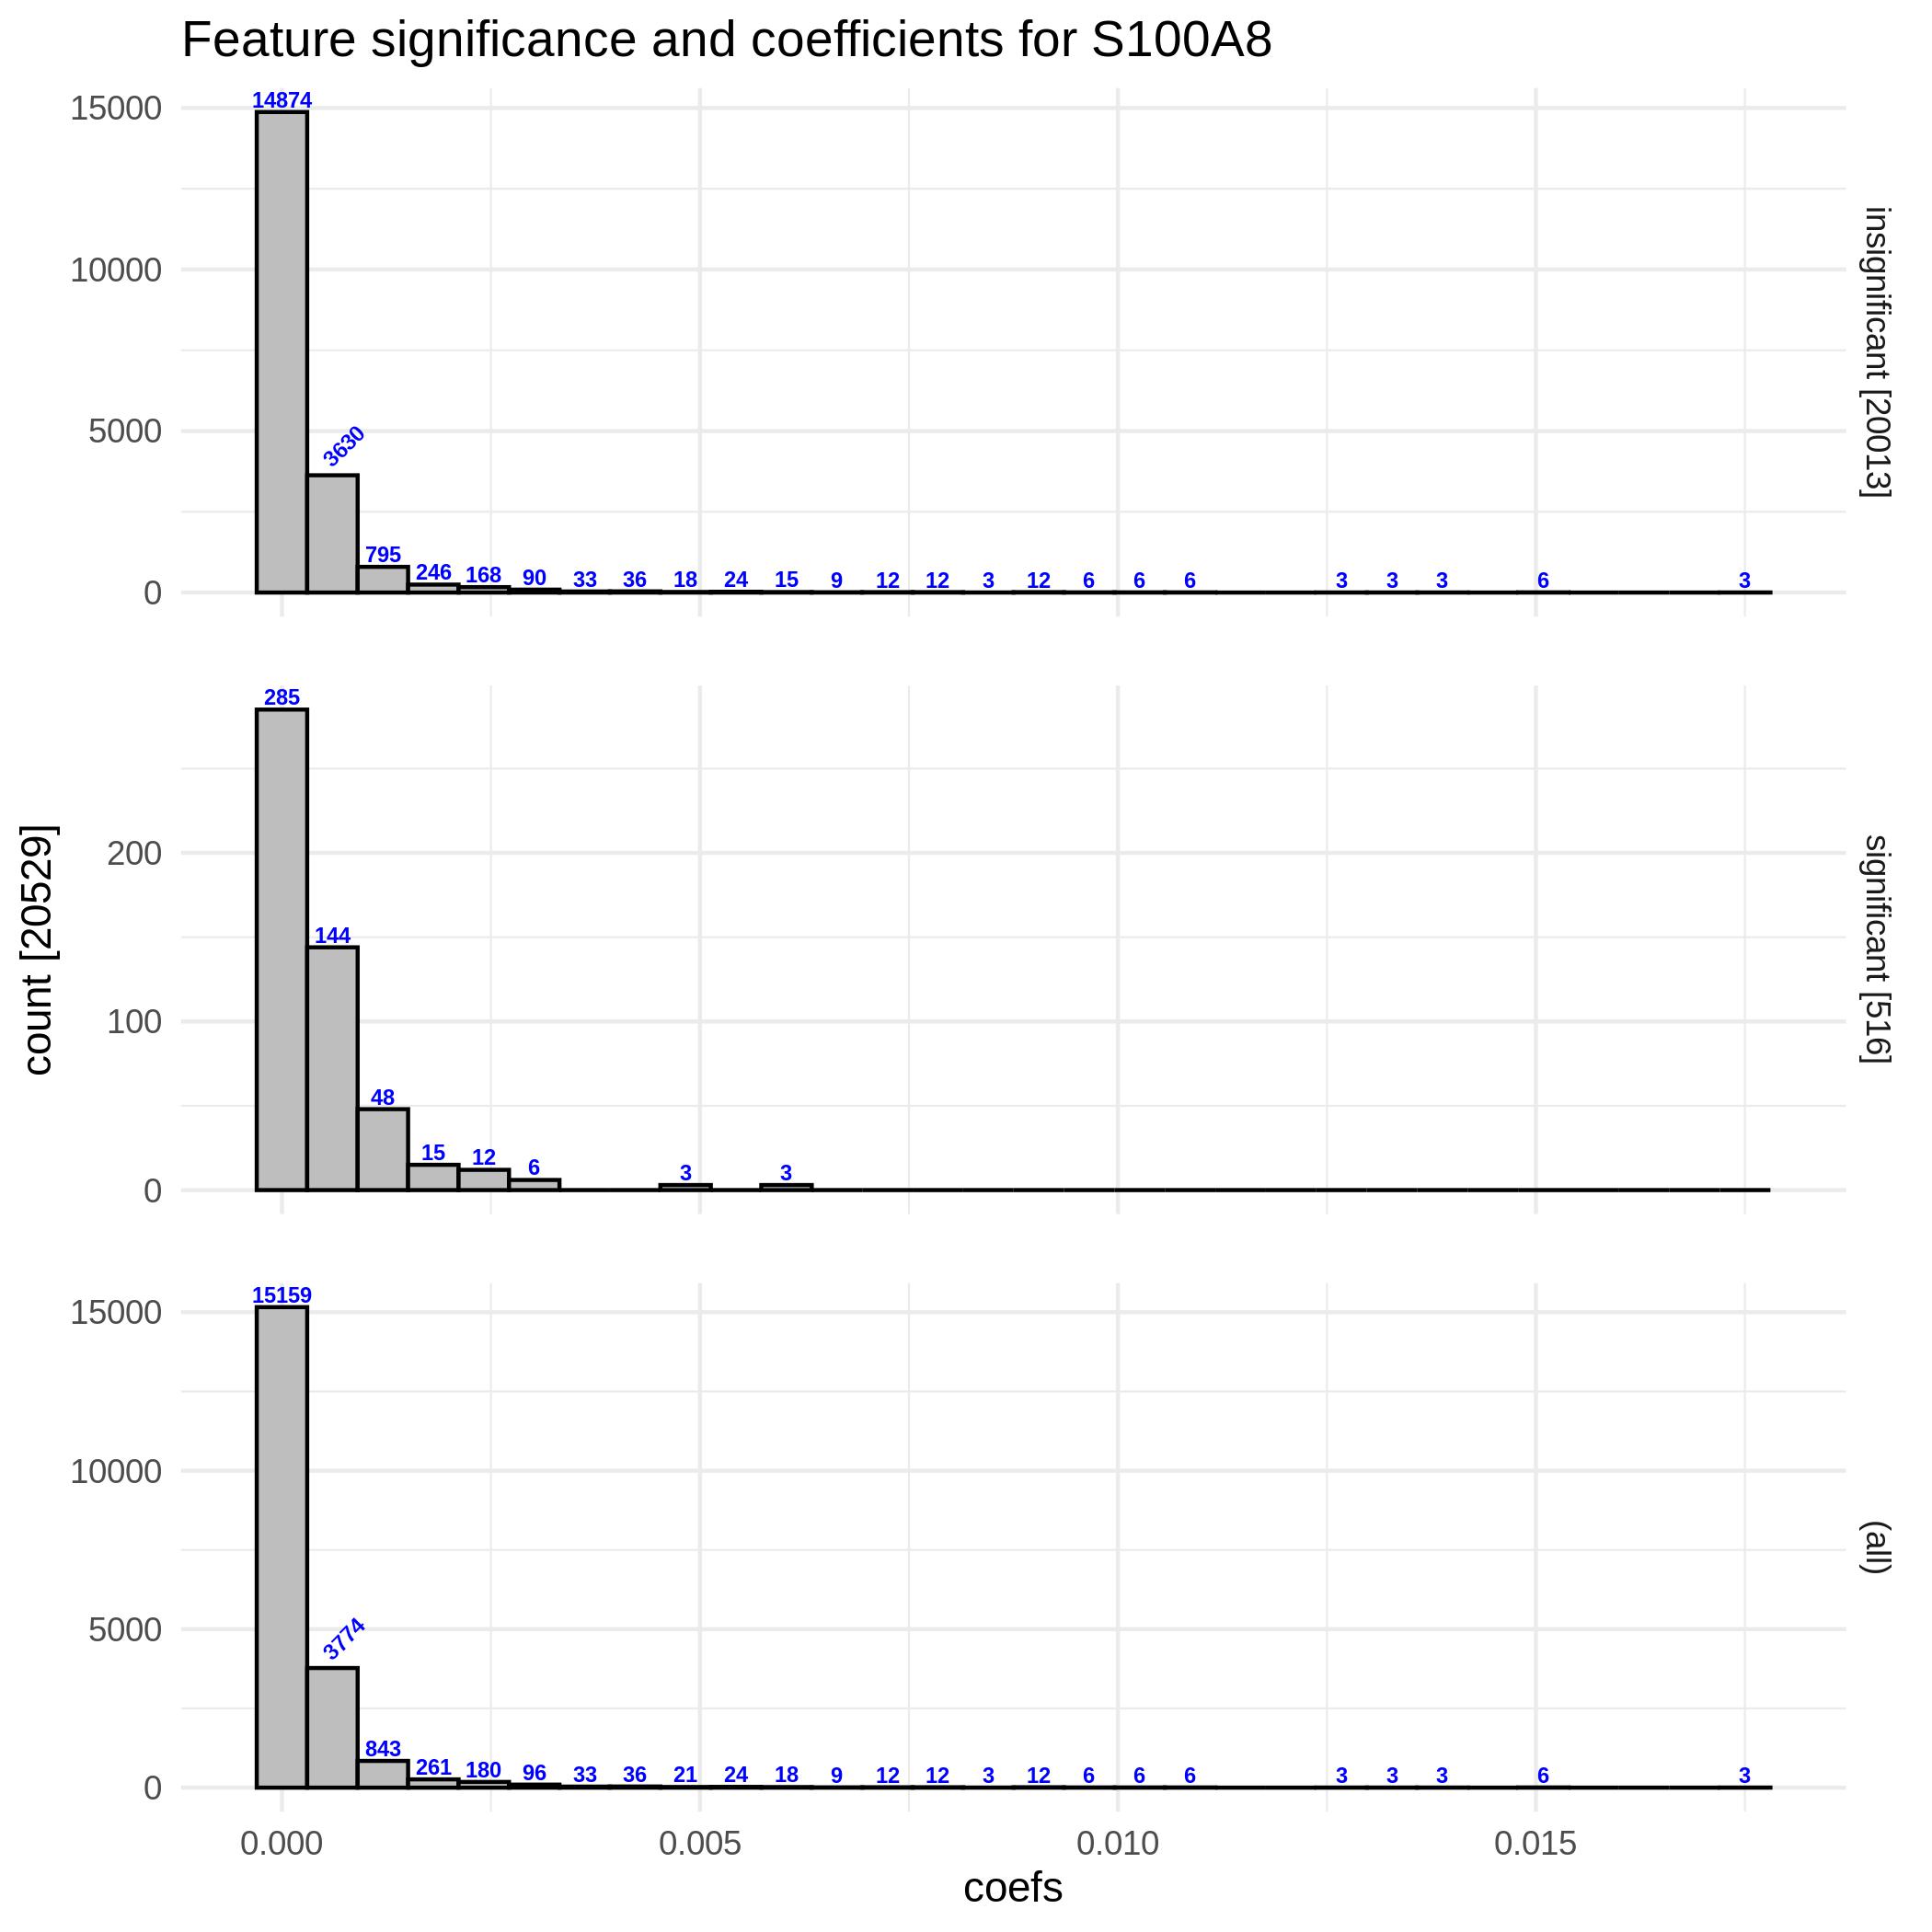 Feature significance and coefficients for S100A8
count [20529]
15000
10000
5000
0
14874
3630
795 246 168 90 33 36 18 24 15 9 12 12 3 12 6 6 6 3 3 3 6 3
insignificant [20013]
200
100
0
285
144
48
15 12 6 3 3
significant [516]
15000
10000
5000
0
15159
3774
843 261 180 96 33 36 21 24 18 9 12 12 3 12 6 6 6 3 3 3 6 3
(all)
0.000 0.005 0.010 0.015
coefs